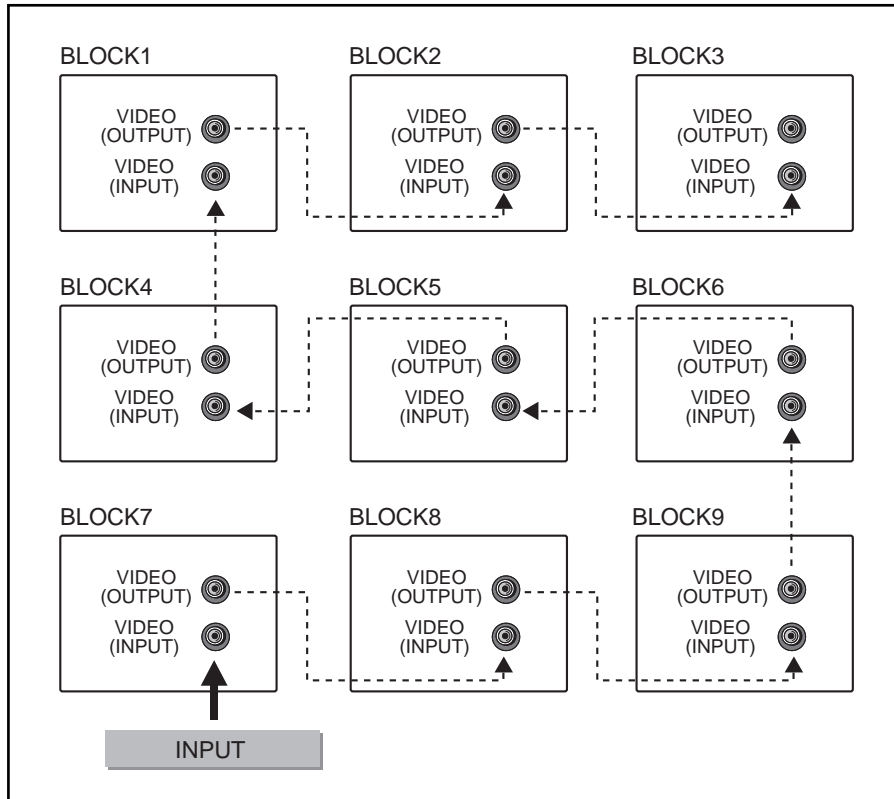 BLOCK1
VIDEO
(OUTPUT)
VIDEO
(INPUT)
BLOCK2
VIDEO
(OUTPUT)
VIDEO
(INPUT)
BLOCK3
VIDEO
(OUTPUT)
VIDEO
(INPUT)
BLOCK4
VIDEO
(OUTPUT)
VIDEO
(INPUT)
BLOCK5
VIDEO
(OUTPUT)
VIDEO
(INPUT)
BLOCK6
VIDEO
(OUTPUT)
VIDEO
(INPUT)
BLOCK7
VIDEO
(OUTPUT)
VIDEO
(INPUT)
BLOCK8
VIDEO
(OUTPUT)
VIDEO
(INPUT)
BLOCK9
VIDEO
(OUTPUT)
VIDEO
(INPUT)
INPUT